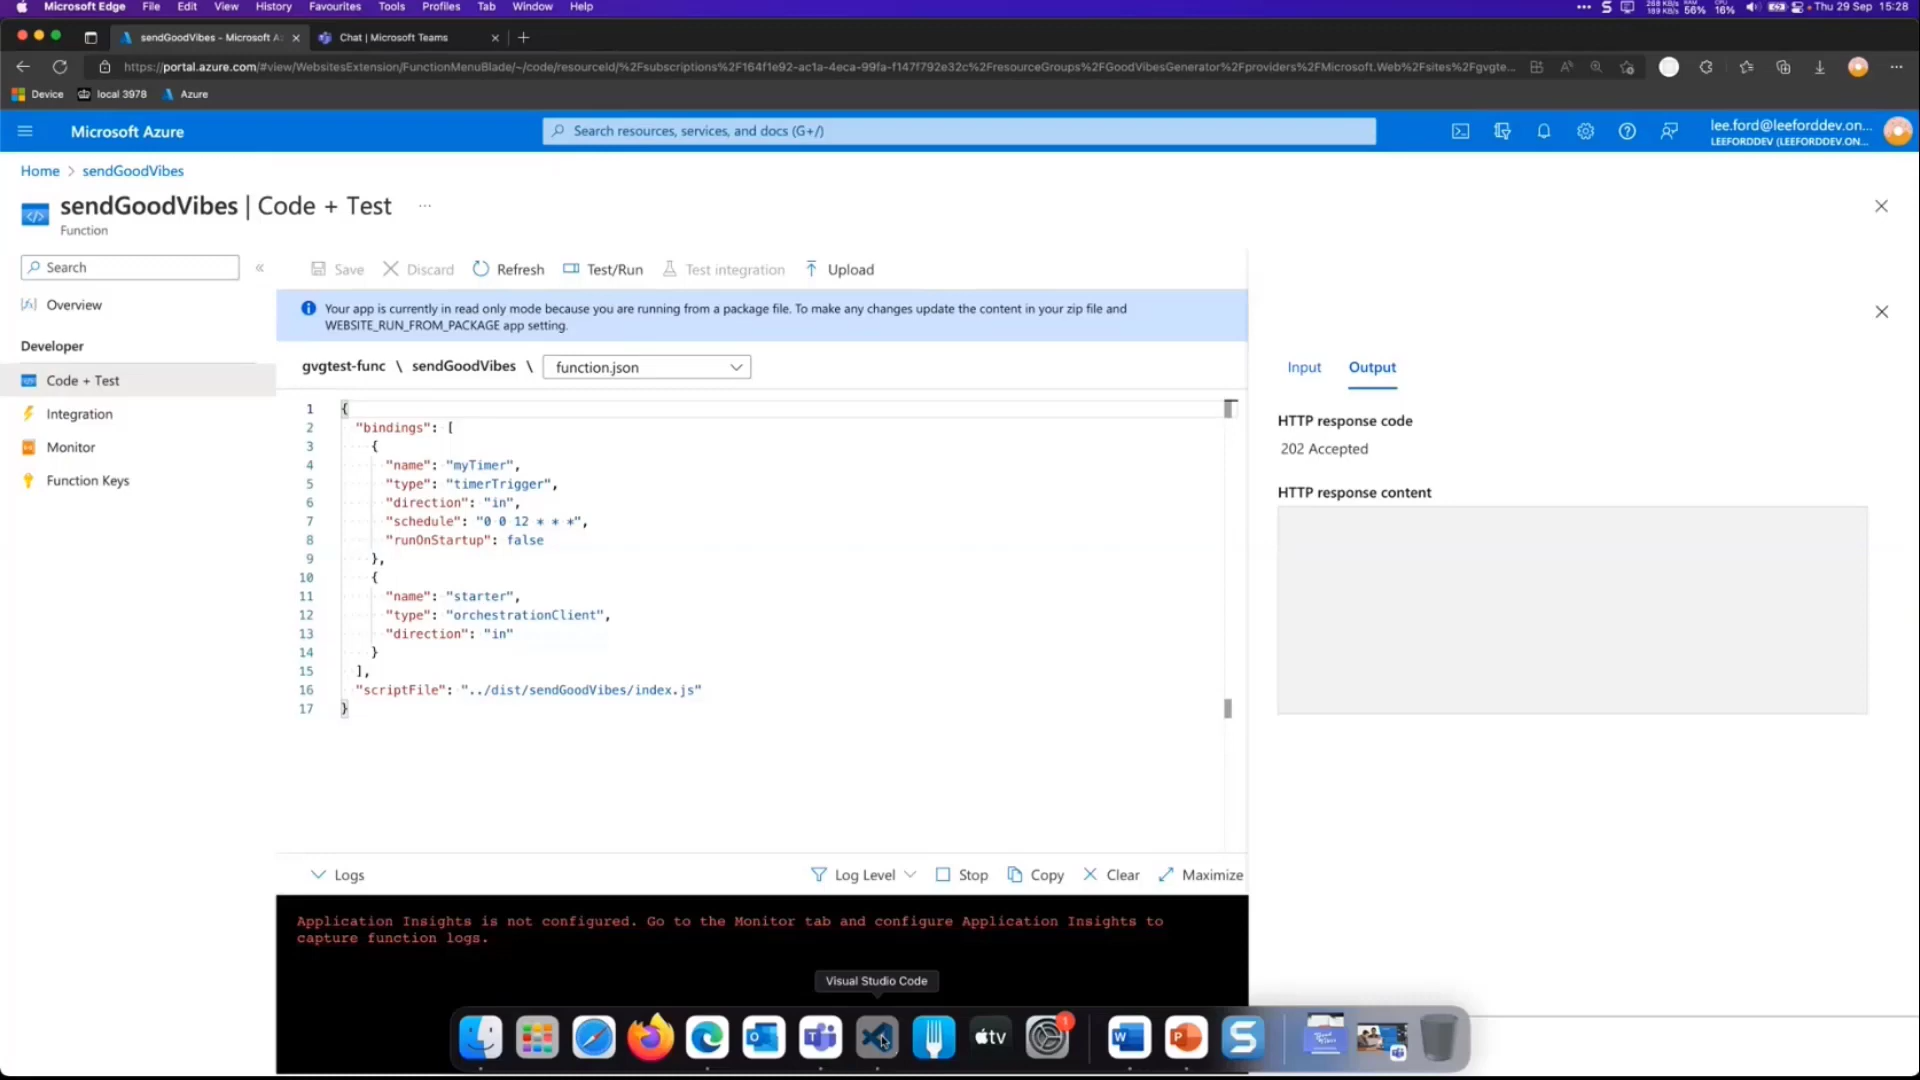 Microsoft Edge File Edit View History Favourites Tools Profiles Tab Window Help
56% 16% Thu 29 Sep 15:28
sendGoodVibes - Microsoft A
Chat | Microsoft Teams
https://portal.azure.com/#view/WebsitesExtension/FunctionMenuBlade/~/code/resourceId/%2Fsubscriptions%2F164f1e92-ac1a-4eca-99fa-f147f792e32c%2FresourceGroups%2FGoodVibesGenerator%2Fproviders%2FMicrosoft.Web%2Fsites%2Fgvgte...
Device local 3978 Azure
Microsoft Azure
Search resources, services, and docs (G+/)
lee.ford@leeforddev.on...
LEEFORDDEV (LEEFORDDEV.ON...
Home > sendGoodVibes
sendGoodVibes | Code + Test ...
Function
Search «
Overview
Developer
Code + Test
Integration
Monitor
Function Keys
Save Discard Refresh Test/Run Test integration Upload
Your app is currently in read only mode because you are running from a package file. To make any changes update the content in your zip file and
WEBSITE_RUN_FROM_PACKAGE app setting.
gvgtest-func \ sendGoodVibes \ function.json
1 {
2 "bindings": [
3 {
4 "name": "myTimer",
5 "type": "timerTrigger",
6 "direction": "in",
7 "schedule": "0 0 12 * * *",
8 "runOnStartup": false
9 },
10 {
11 "name": "starter",
12 "type": "orchestrationClient",
13 "direction": "in"
14 }
15 ],
16 "scriptFile": "../dist/sendGoodVibes/index.js"
17 }
Input Output
HTTP response code
202 Accepted
HTTP response content
Logs Log Level Stop Copy Clear Maximize
Application Insights is not configured. Go to the Monitor tab and configure Application Insights to
capture function logs.
Visual Studio Code
tv
1